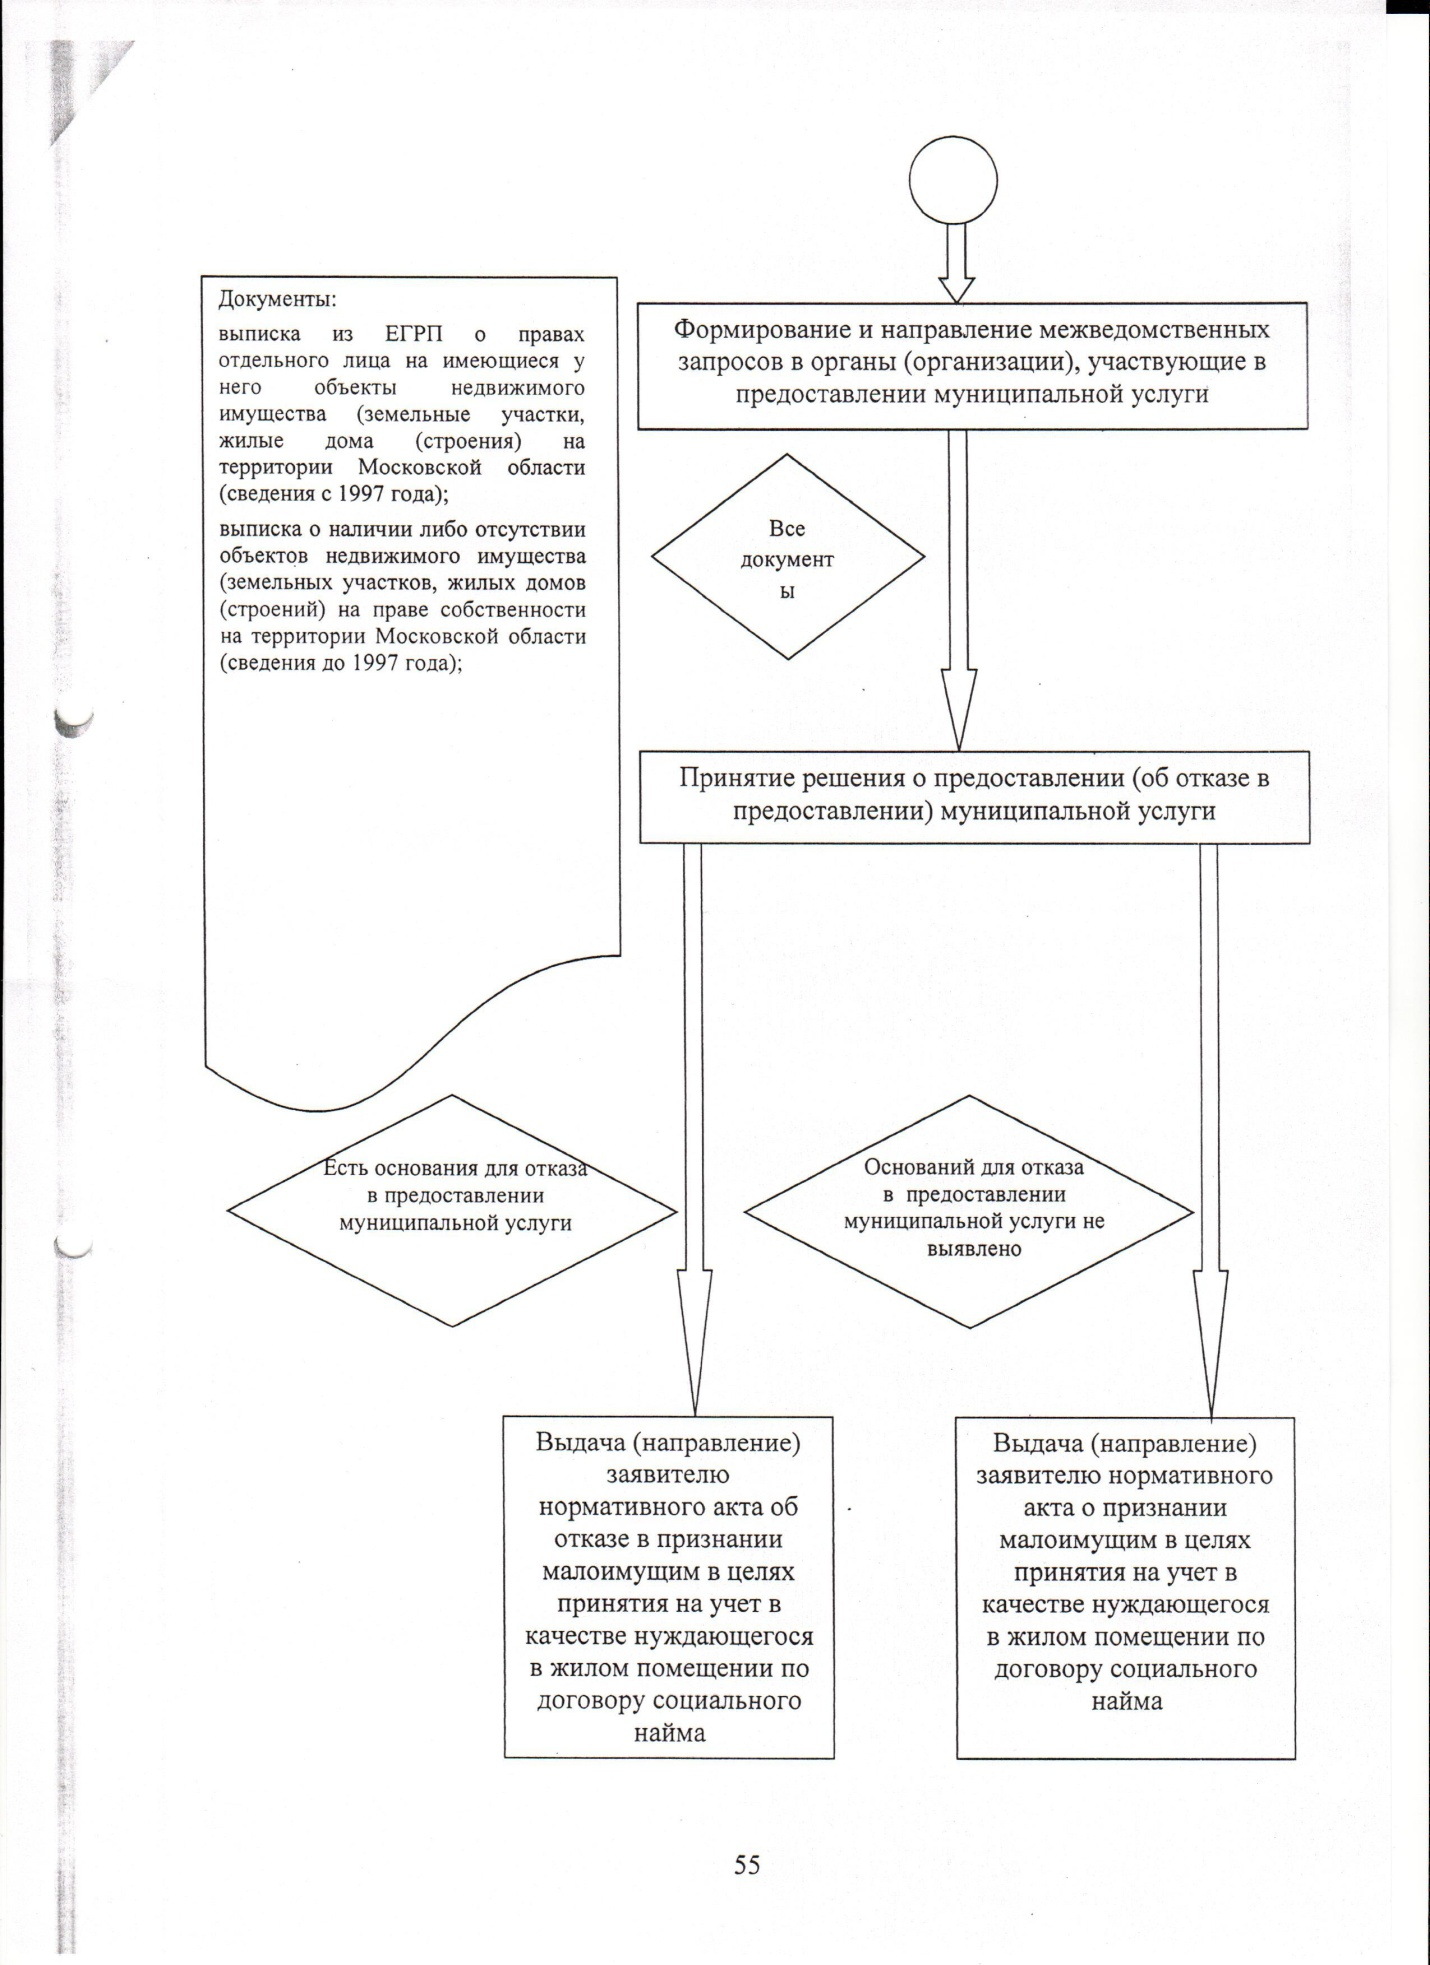 Документы:
выписка из ЕГРП о правах
отдельного лица на имеющиеся у
него объекты недвижимого
имущества (земельные участки,
жилые дома (строения) на
территории Московской области
(сведения с 1997 года);
выписка о наличии либо отсутствии
объектов недвижимого имущества
(земельных участков, жилых домов
(строений) на праве собственности
на территории Московской области
(сведения до 1997 года);
Формирование и направление межведомственных
запросов в органы (организации), участвующие в
предоставлении муниципальной услуги
Все
документ
ы
Принятие решения о предоставлении (об отказе в
предоставлении) муниципальной услуги
Есть основания для отказа
в предоставлении
муниципальной услуги
Оснований для отказа
в предоставлении
муниципальной услуги не
выявлено
Выдача (направление)
заявителю
нормативного акта об
отказе в признании
малоимущим в целях
принятия на учет в
качестве нуждающегося
в жилом помещении по
договору социального
найма
Выдача (направление)
заявителю нормативного
акта о признании
малоимущим в целях
принятия на учет в
качестве нуждающегося
в жилом помещении по
договору социального
найма
55